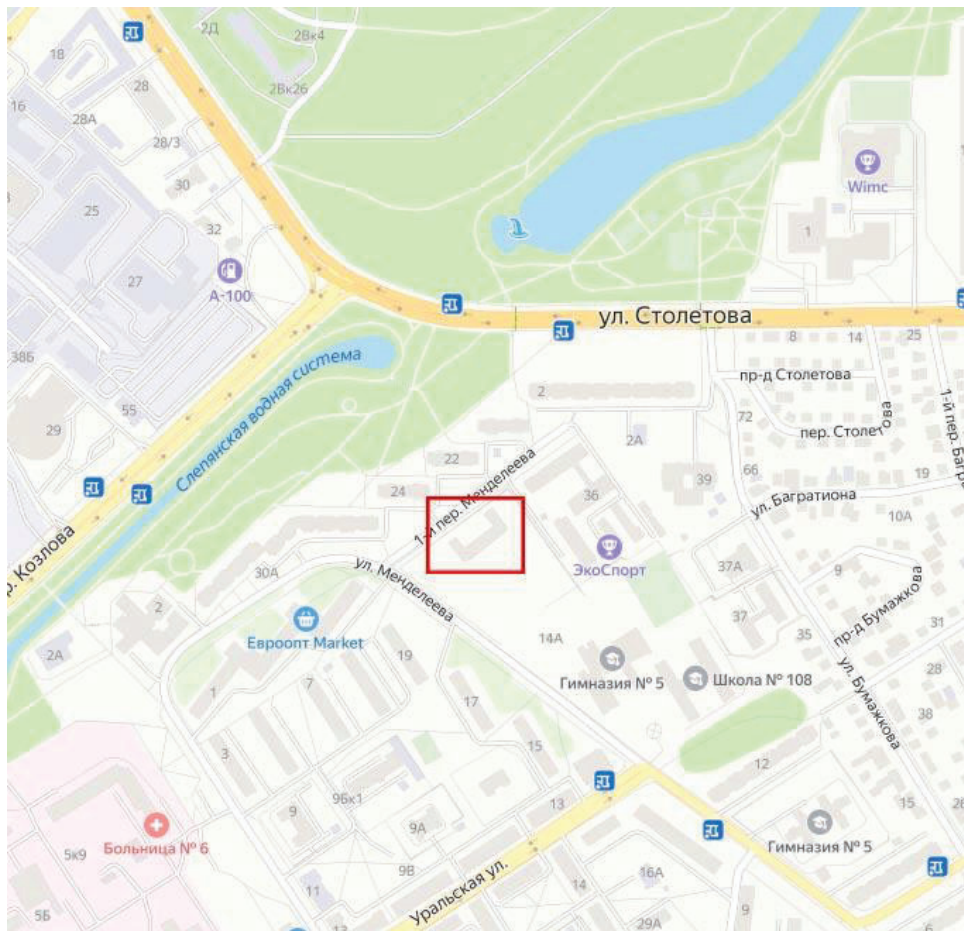 2Д
2Вк4
18
2Вк26
28
16
28А
28/3
Wimc
30
25
32
1
27
А-100
ул. Столетова
8
14
25
38Б
Слепянская водная система
пр-д Столетова
2
55
72
пер. Столетова
1-й пер. Багра
29
2А
22
1-й пер. Менделеева
66
19
39
24
36
ул. Багратиона
10А
р. Козлова
ЭкоСпорт
ул. Менделеева
37А
9
30А
пр-д Бумажкова
2
37
31
Евроопт Market
14А
35
2А
19
Гимназия № 5
Школа № 108
28
7
1
ул. Бумажкова
17
38
15
3
12
9Бк1
13
15
26
9
9А
Больница № 6
Гимназия № 5
5к9
9В
Уральская ул.
16А
11
14
5Б
29А
9
13
6